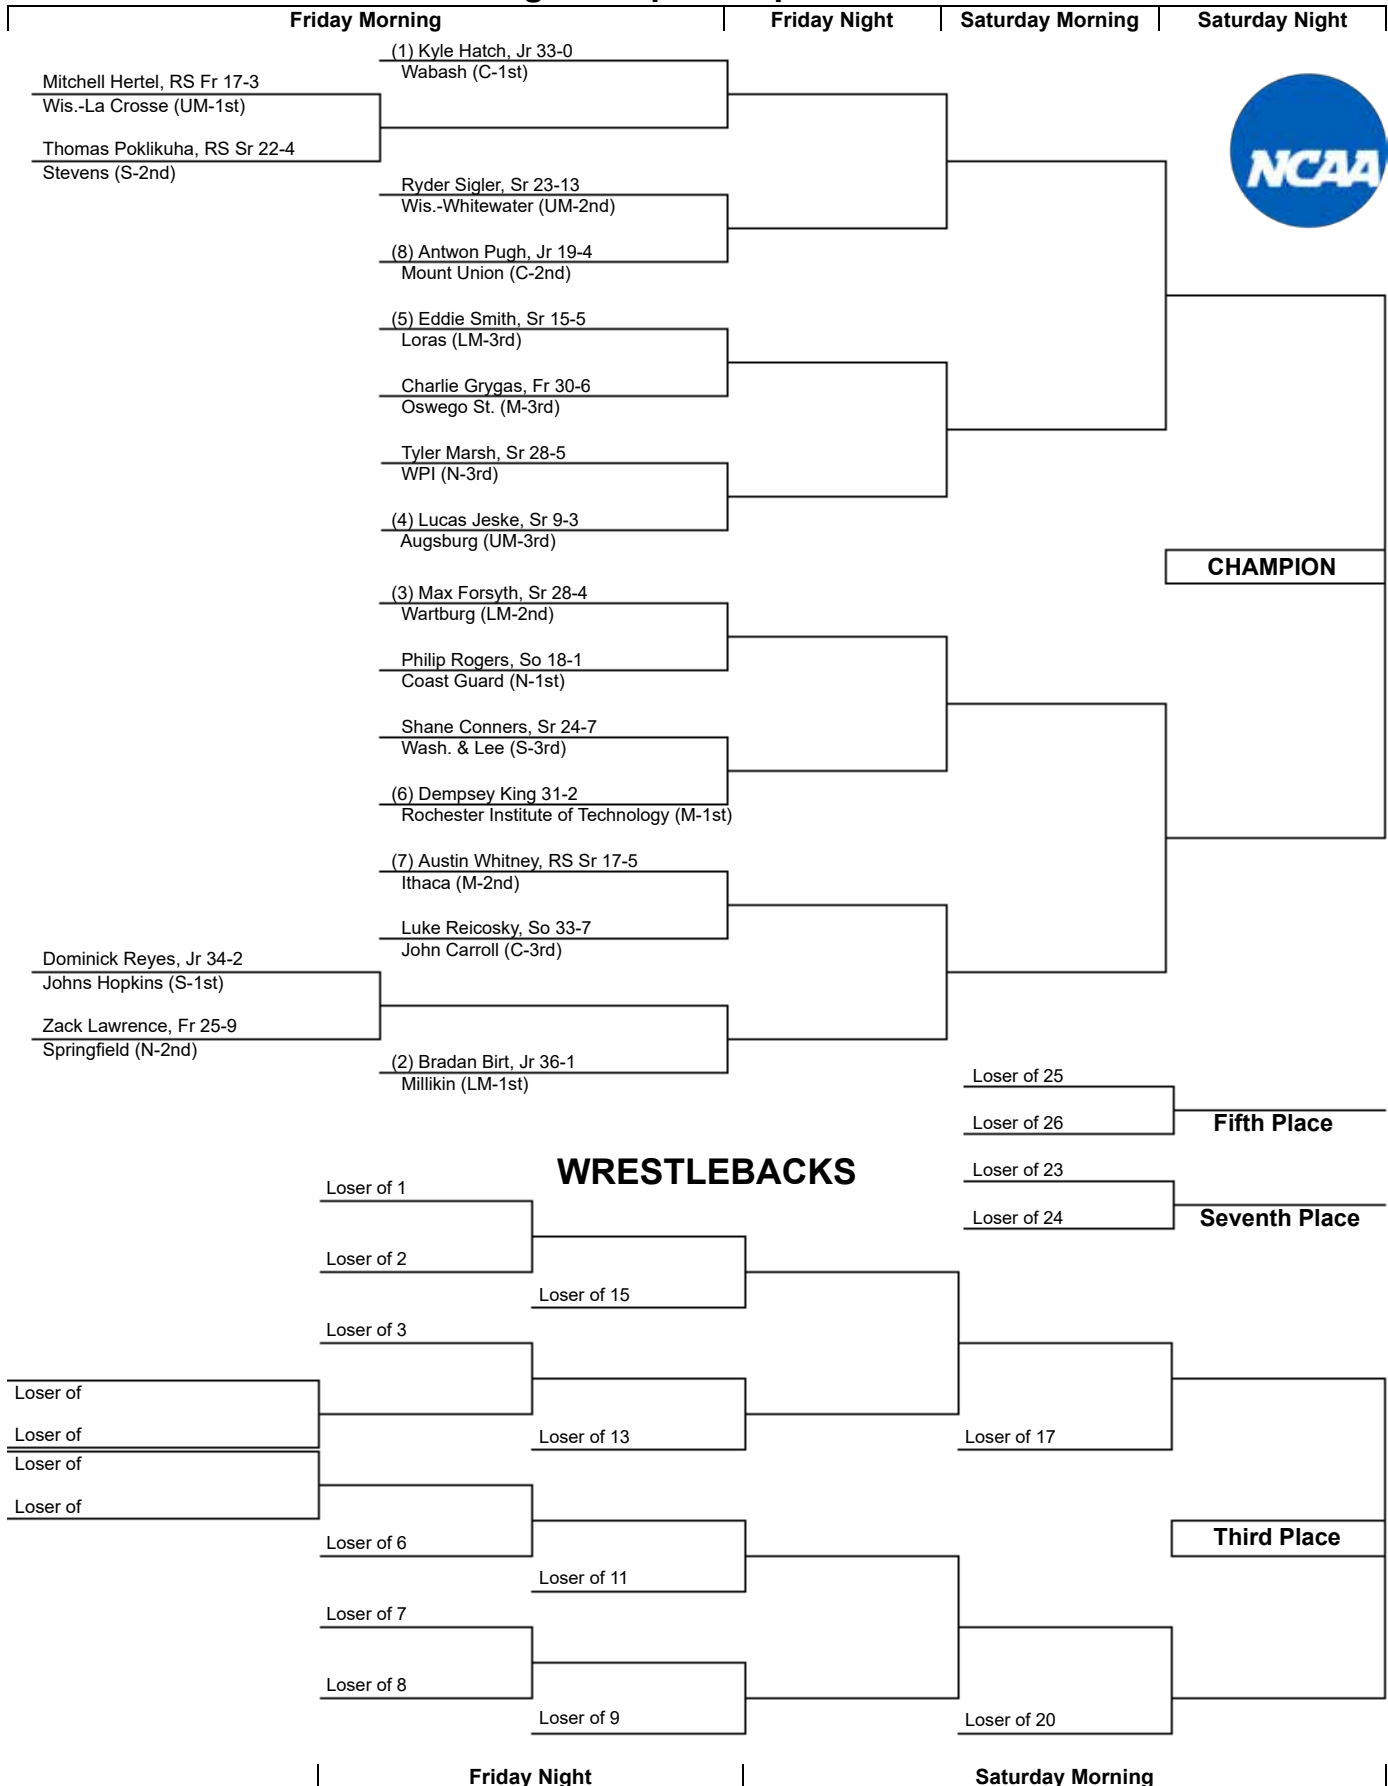 Friday Morning
Friday Night
Saturday Morning
Saturday Night
(1) Kyle Hatch, Jr 33-0
Wabash (C-1st)
Mitchell Hertel, RS Fr 17-3
Wis.-La Crosse (UM-1st)
Thomas Poklikuha, RS Sr 22-4
Stevens (S-2nd)
NCAA
Ryder Sigler, Sr 23-13
Wis.-Whitewater (UM-2nd)
(8) Antwon Pugh, Jr 19-4
Mount Union (C-2nd)
(5) Eddie Smith, Sr 15-5
Loras (LM-3rd)
Charlie Grygas, Fr 30-6
Oswego St. (M-3rd)
Tyler Marsh, Sr 28-5
WPI (N-3rd)
(4) Lucas Jeske, Sr 9-3
Augsburg (UM-3rd)
CHAMPION
(3) Max Forsyth, Sr 28-4
Wartburg (LM-2nd)
Philip Rogers, So 18-1
Coast Guard (N-1st)
Shane Conners, Sr 24-7
Wash. & Lee (S-3rd)
(6) Dempsey King 31-2
Rochester Institute of Technology (M-1st)
(7) Austin Whitney, RS Sr 17-5
Ithaca (M-2nd)
Luke Reicosky, So 33-7
John Carroll (C-3rd)
Dominick Reyes, Jr 34-2
Johns Hopkins (S-1st)
Zack Lawrence, Fr 25-9
Springfield (N-2nd)
(2) Bradan Birt, Jr 36-1
Millikin (LM-1st)
Loser of 25
Loser of 26
Fifth Place
WRESTLEBACKS
Loser of 23
Loser of 24
Seventh Place
Loser of 1
Loser of 2
Loser of 15
Loser of 3
Loser of
Loser of
Loser of 13
Loser of 17
Loser of
Loser of
Loser of 6
Third Place
Loser of 11
Loser of 7
Loser of 8
Loser of 9
Loser of 20
Friday Night
Saturday Morning